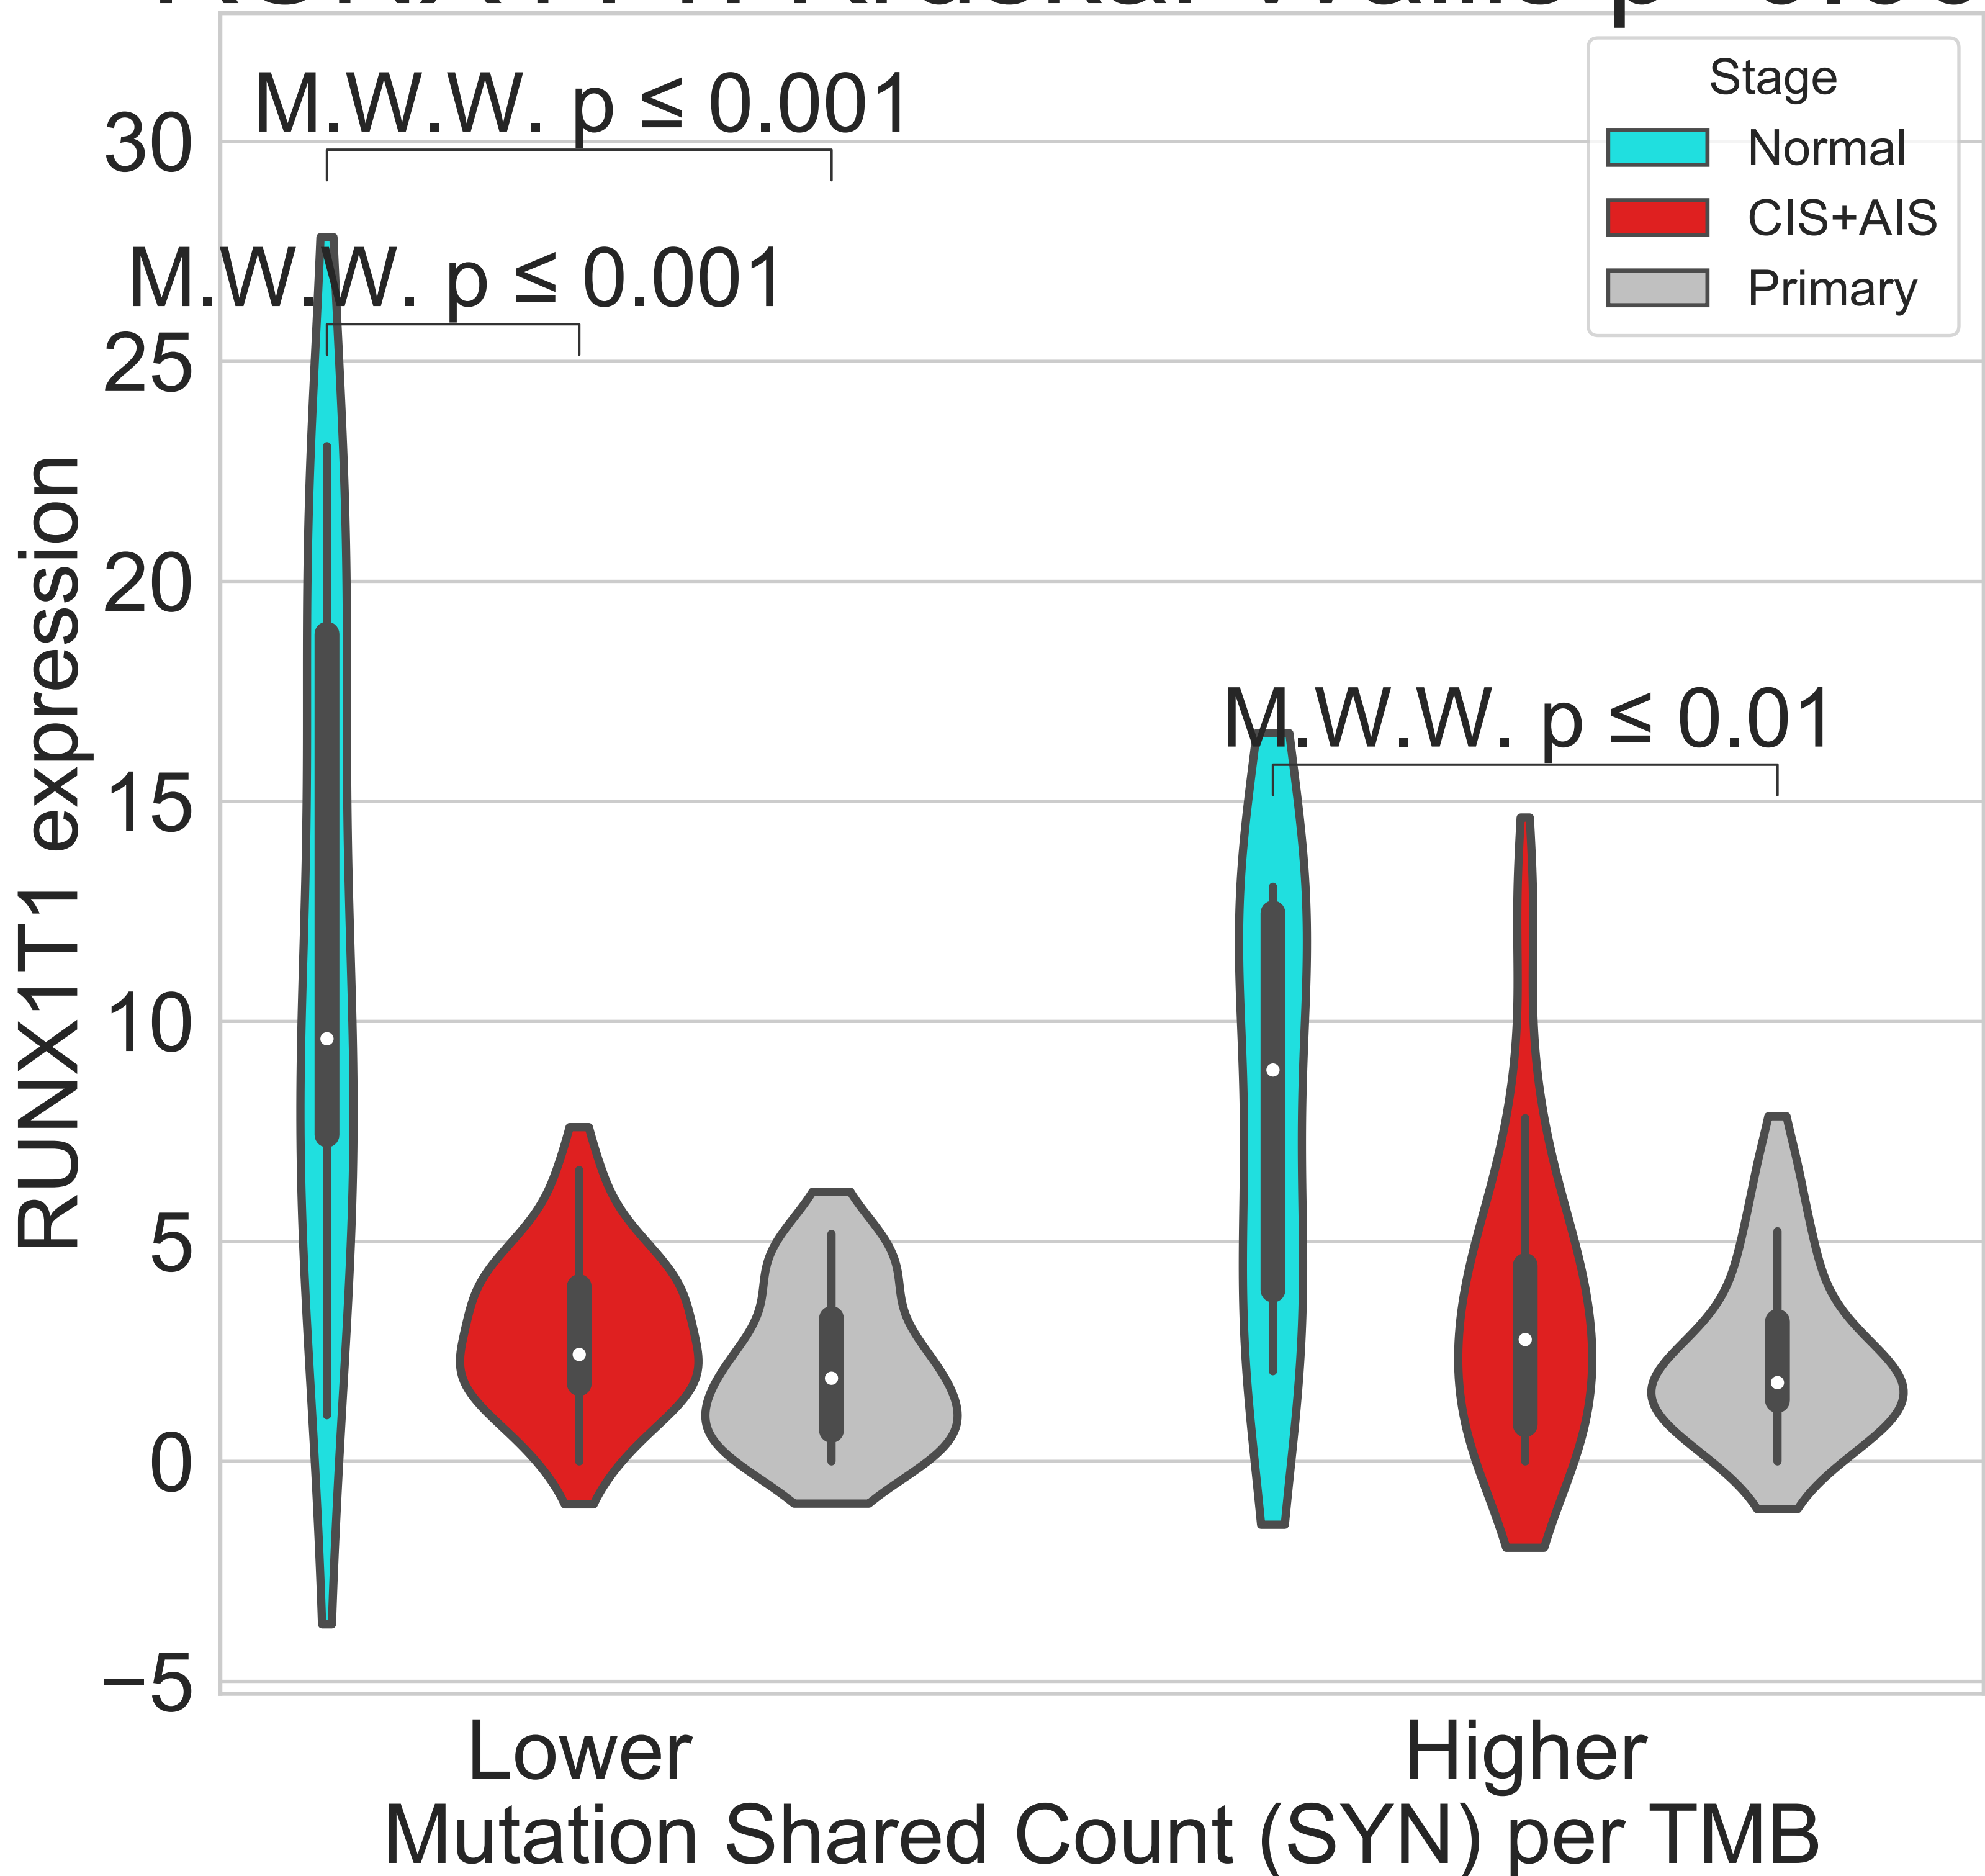 M.W.W. p ≤ 0.001
Stage
Normal
CIS+AIS
Primary
M.W.W. p ≤ 0.001
M.W.W. p ≤ 0.01
RUNX1T1 expression
30
25
20
15
10
5
0
−5
Lower
Higher
Mutation Shared Count (SYN) per TMB